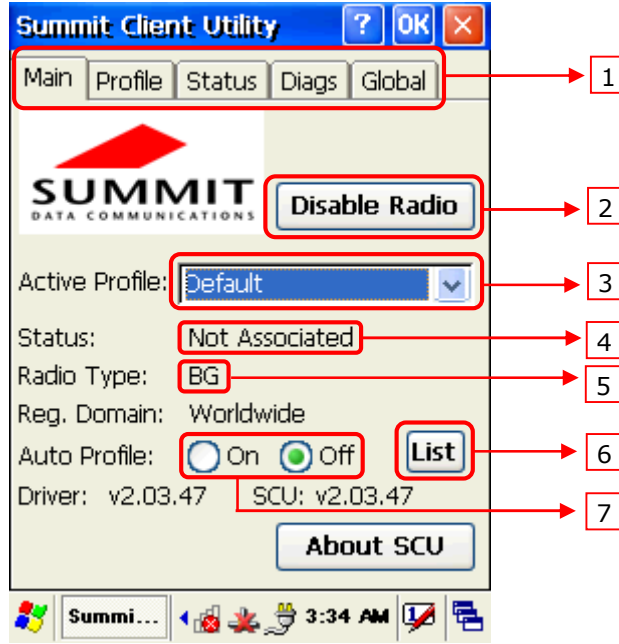 Summit Client Utility ? OK
Main Profile Status Diags Global 1
SUMMIT
DATA COMMUNICATIONS
Disable Radio 2
Active Profile: Default 3
Status: Not Associated 4
Radio Type: BG 5
Reg. Domain: Worldwide
Auto Profile: On Off List 6
Driver: v2.03.47 SCU: v2.03.47 7
About SCU
Summi... 3:34 AM